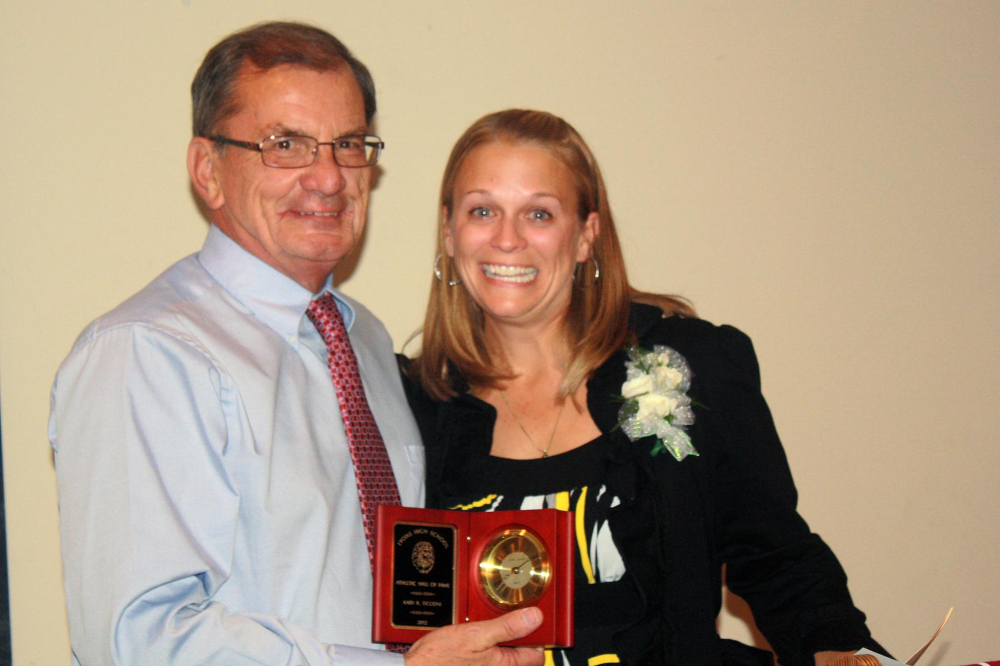 LYONS HIGH SCHOOL
ATHLETIC HALL OF FAME
KADI R. TICCONI
2012